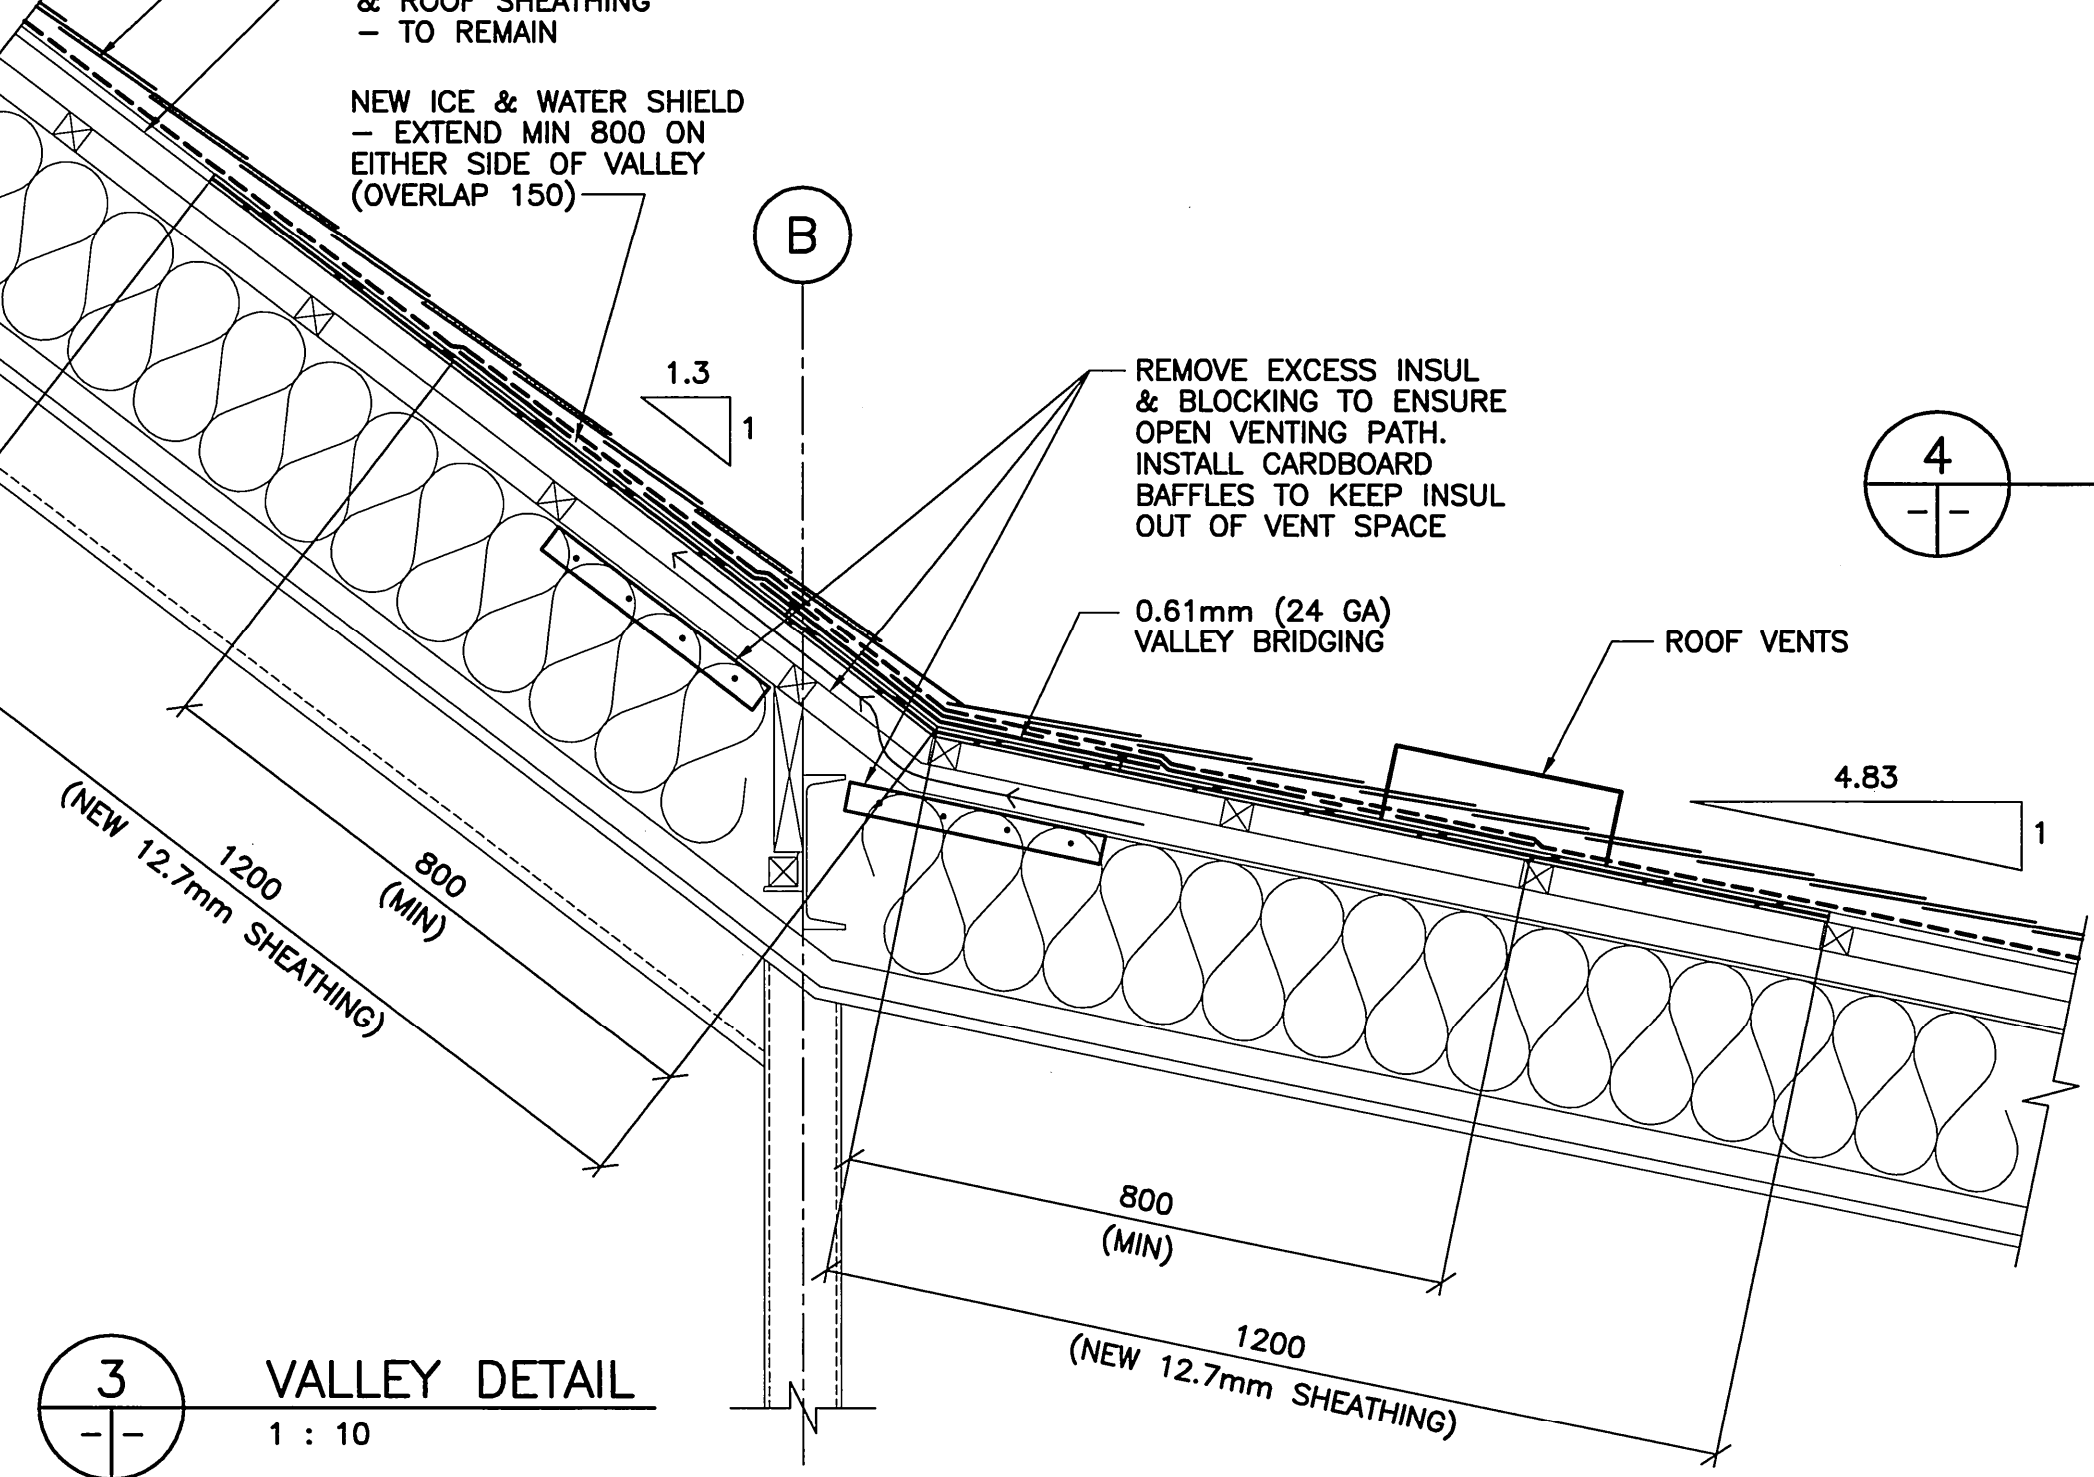 & ROOF SHEATHING
– TO REMAIN
NEW ICE & WATER SHIELD
– EXTEND MIN 800 ON
EITHER SIDE OF VALLEY
(OVERLAP 150)
B
1.3
1
REMOVE EXCESS INSUL
& BLOCKING TO ENSURE
OPEN VENTING PATH.
INSTALL CARDBOARD
BAFFLES TO KEEP INSUL
OUT OF VENT SPACE
4
– –
0.61mm (24 GA)
VALLEY BRIDGING
ROOF VENTS
4.83
1
800
(MIN)
1200
(NEW 12.7mm SHEATHING)
800
(MIN)
1200
(NEW 12.7mm SHEATHING)
3
– –
VALLEY DETAIL
1 : 10